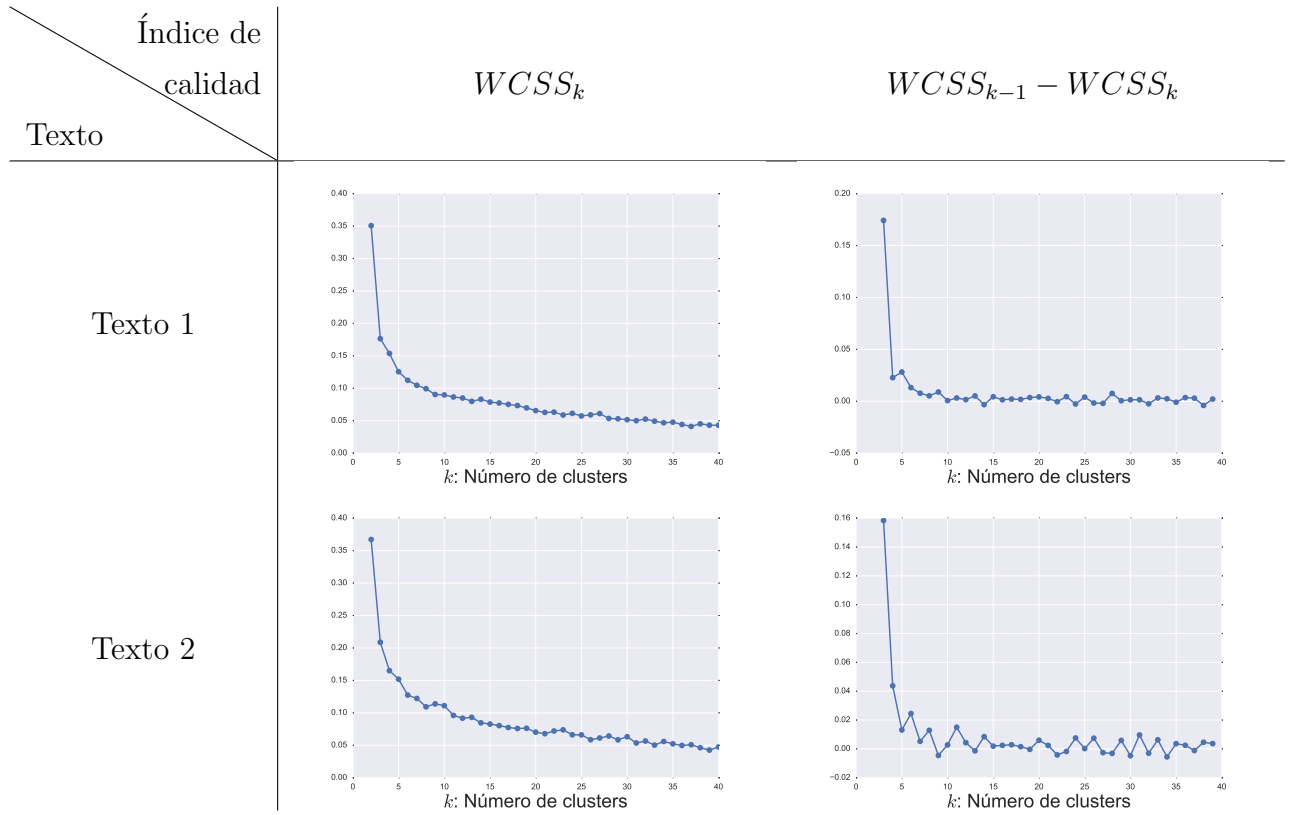 Índice de
calidad
Texto
WCSS_k
WCSS_{k−1} − WCSS_k
Texto 1
0.40
0.35
0.30
0.25
0.20
0.15
0.10
0.05
0.00
0 5 10 15 20 25 30 35 40
k: Número de clusters
0.20
0.15
0.10
0.05
0.00
−0.05
0 5 10 15 20 25 30 35 40
k: Número de clusters
Texto 2
0.40
0.35
0.30
0.25
0.20
0.15
0.10
0.05
0.00
0 5 10 15 20 25 30 35 40
k: Número de clusters
0.16
0.14
0.12
0.10
0.08
0.06
0.04
0.02
0.00
−0.02
0 5 10 15 20 25 30 35 40
k: Número de clusters